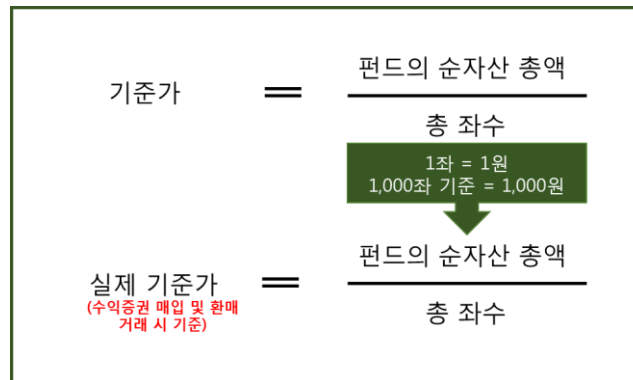 기준가 = 펀드의 순자산 총액
총 좌수
1좌 = 1원
1,000좌 기준 = 1,000원
실제 기준가 = 펀드의 순자산 총액
(수익증권 매입 및 환매
거래 시 기준)
총 좌수